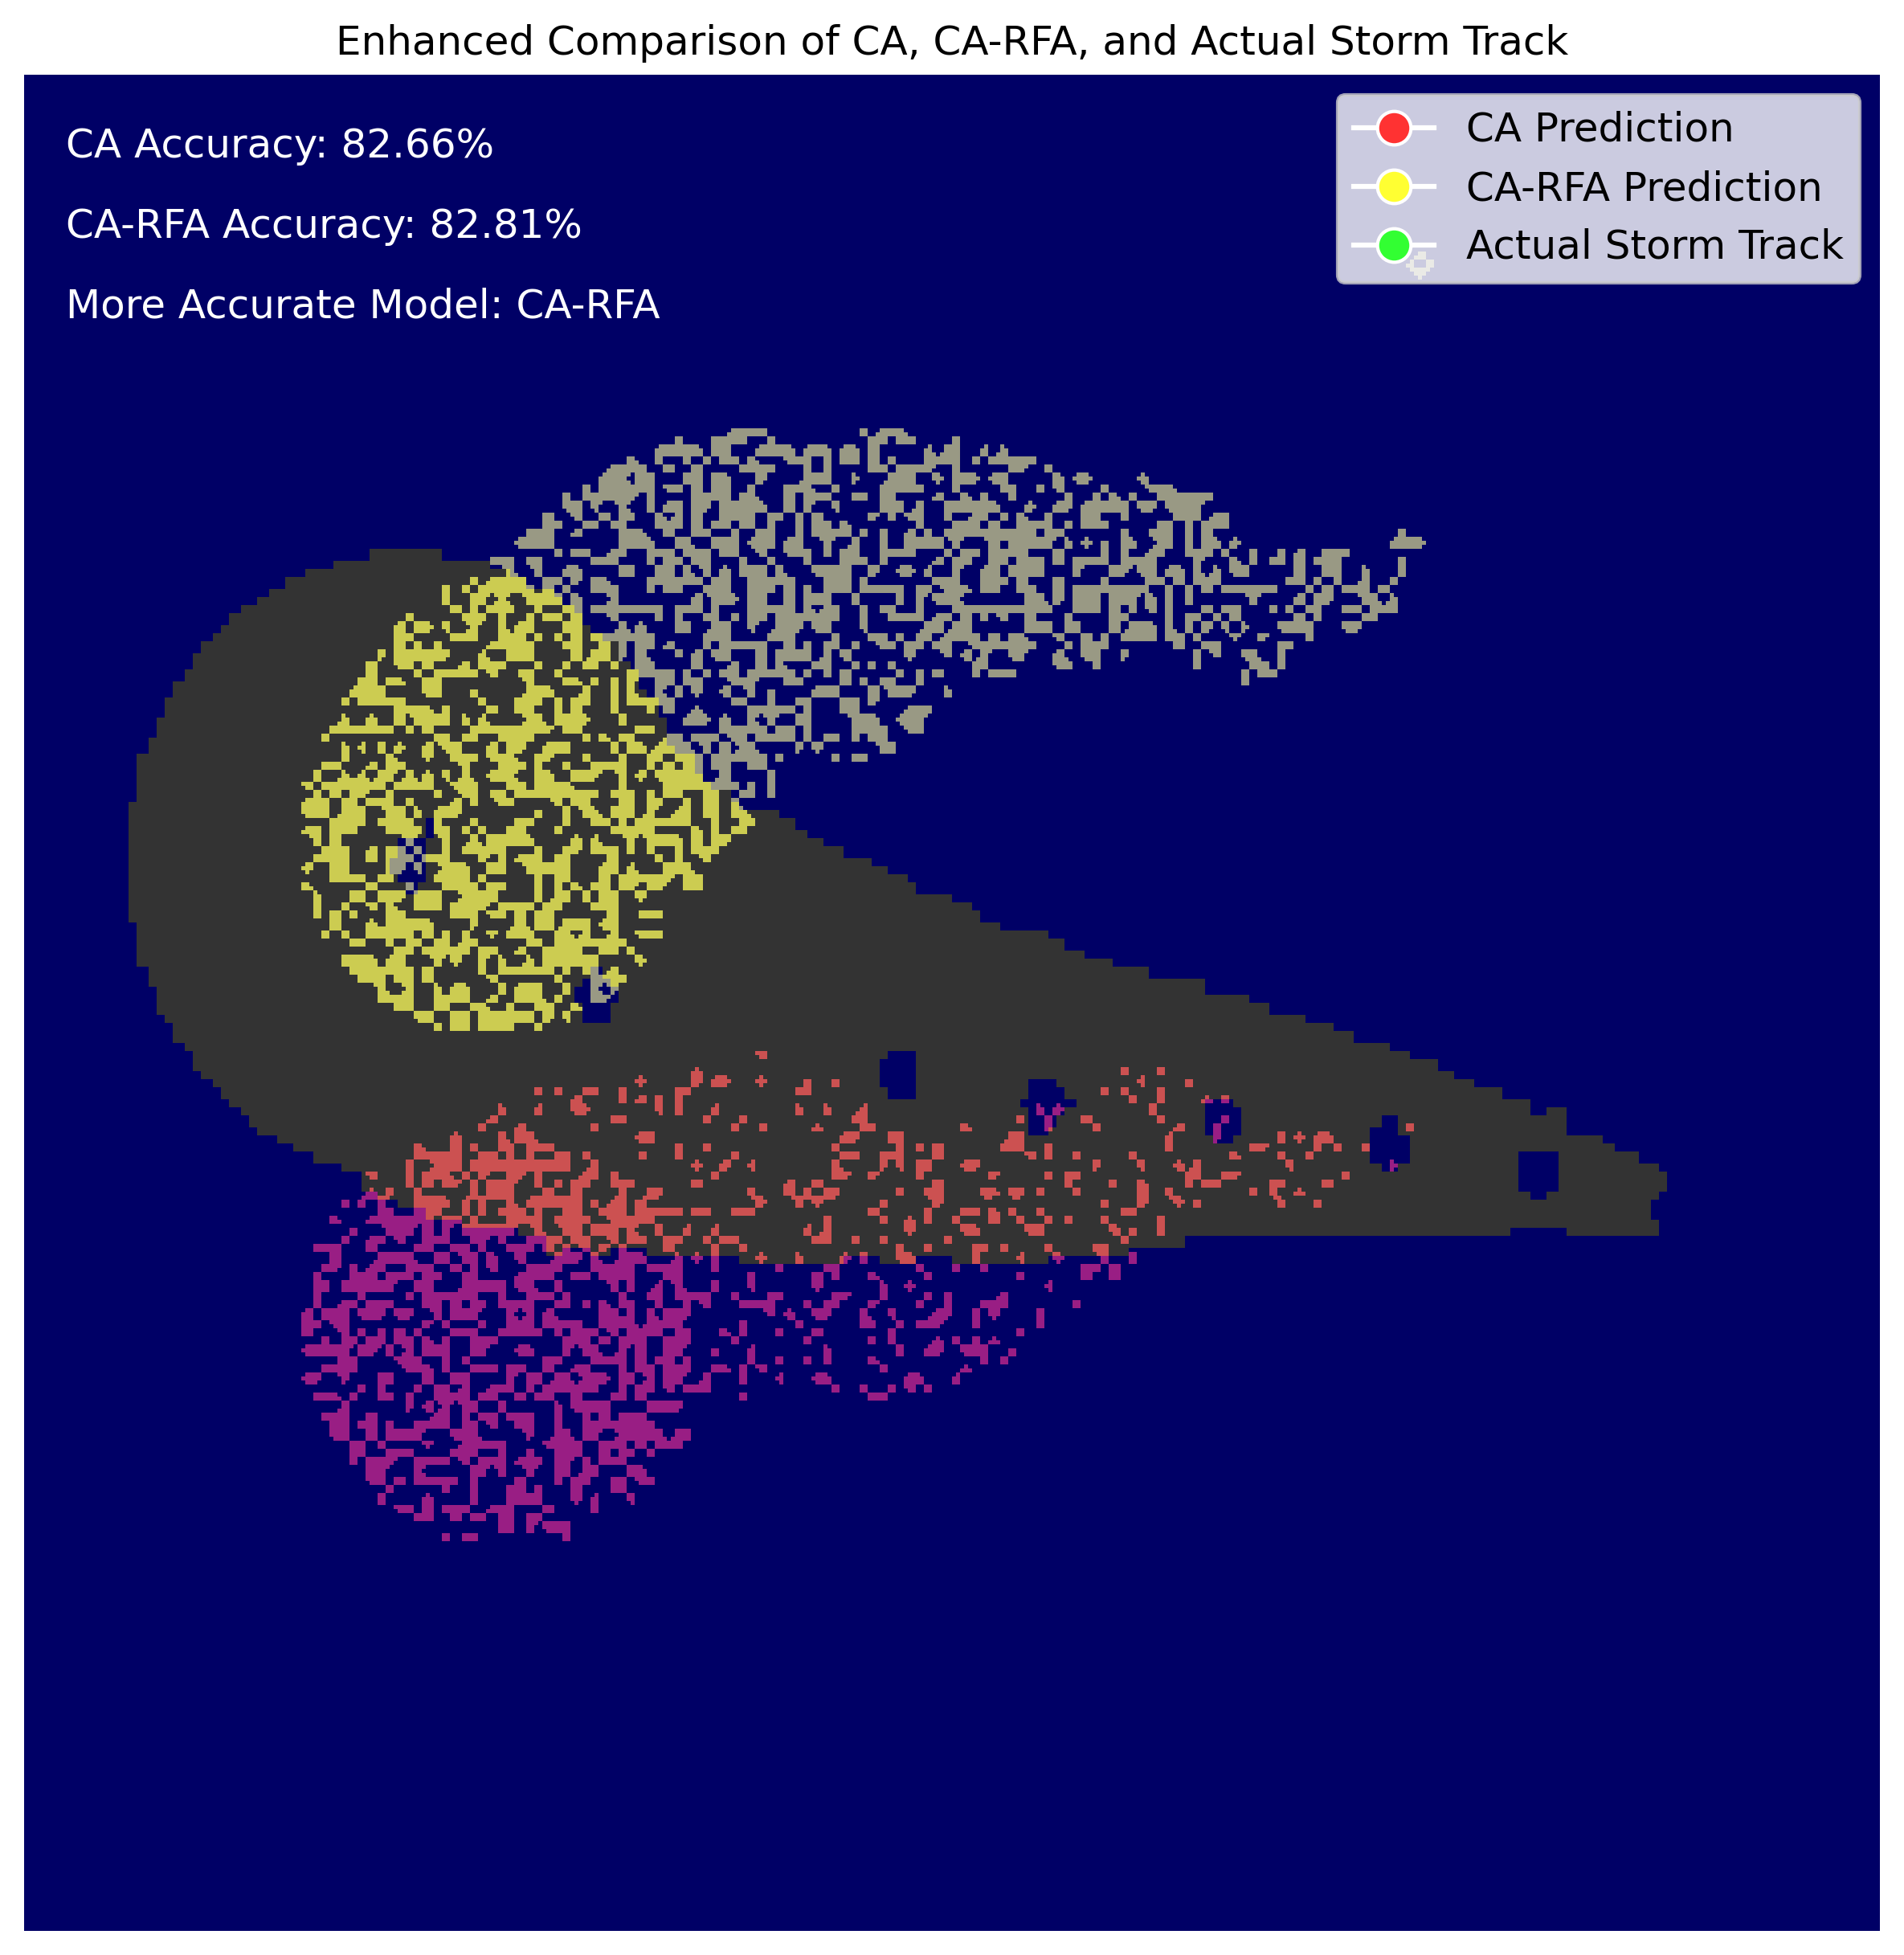 Enhanced Comparison of CA, CA-RFA, and Actual Storm Track
CA Accuracy: 82.66%
CA-RFA Accuracy: 82.81%
More Accurate Model: CA-RFA
CA Prediction
CA-RFA Prediction
Actual Storm Track